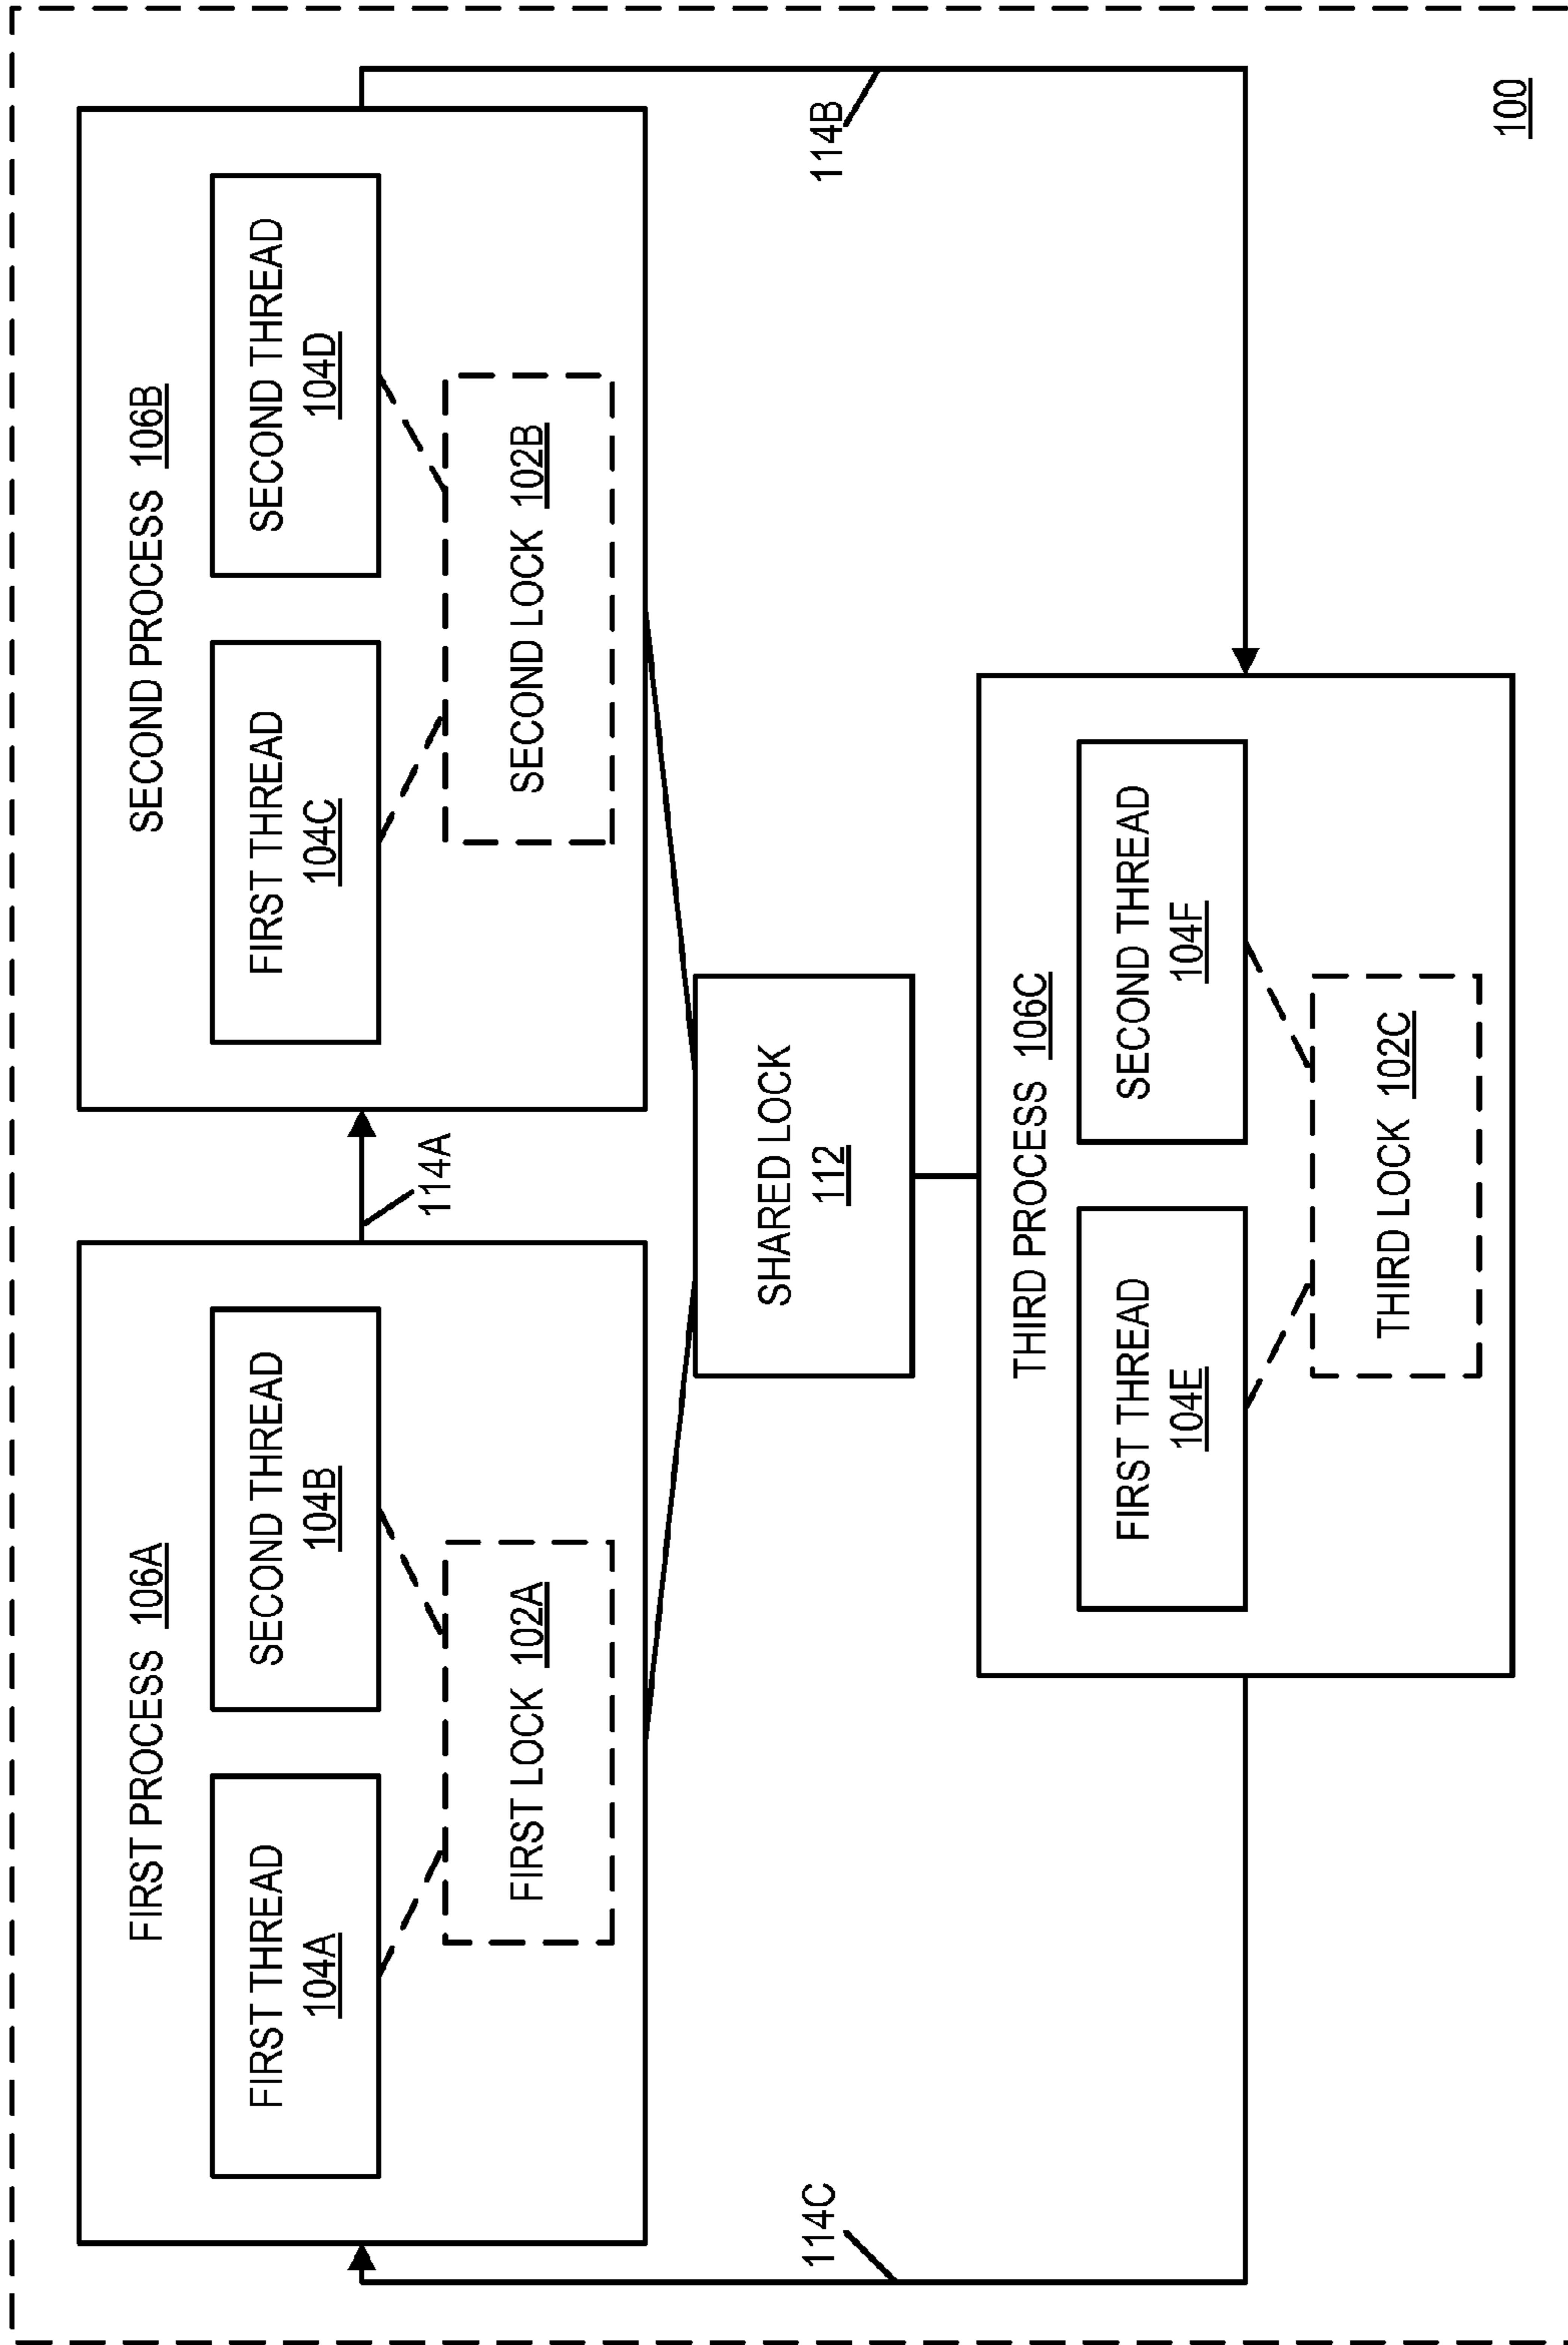 FIRST PROCESS 106A
FIRST THREAD
104A
SECOND THREAD
104B
FIRST LOCK 102A
114A
SECOND PROCESS 106B
FIRST THREAD
104C
SECOND THREAD
104D
SECOND LOCK 102B
SHARED LOCK
112
114C
114B
THIRD PROCESS 106C
FIRST THREAD
104E
SECOND THREAD
104F
THIRD LOCK 102C
100